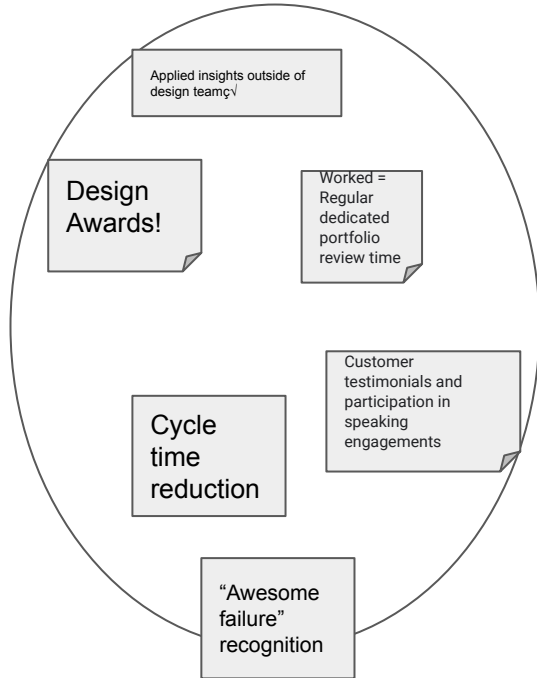 Applied insights outside of
design teamç√
Design
Awards!
Worked =
Regular
dedicated
portfolio
review time
Customer
testimonials and
participation in
speaking
engagements
Cycle
time
reduction
“Awesome
failure”
recognition